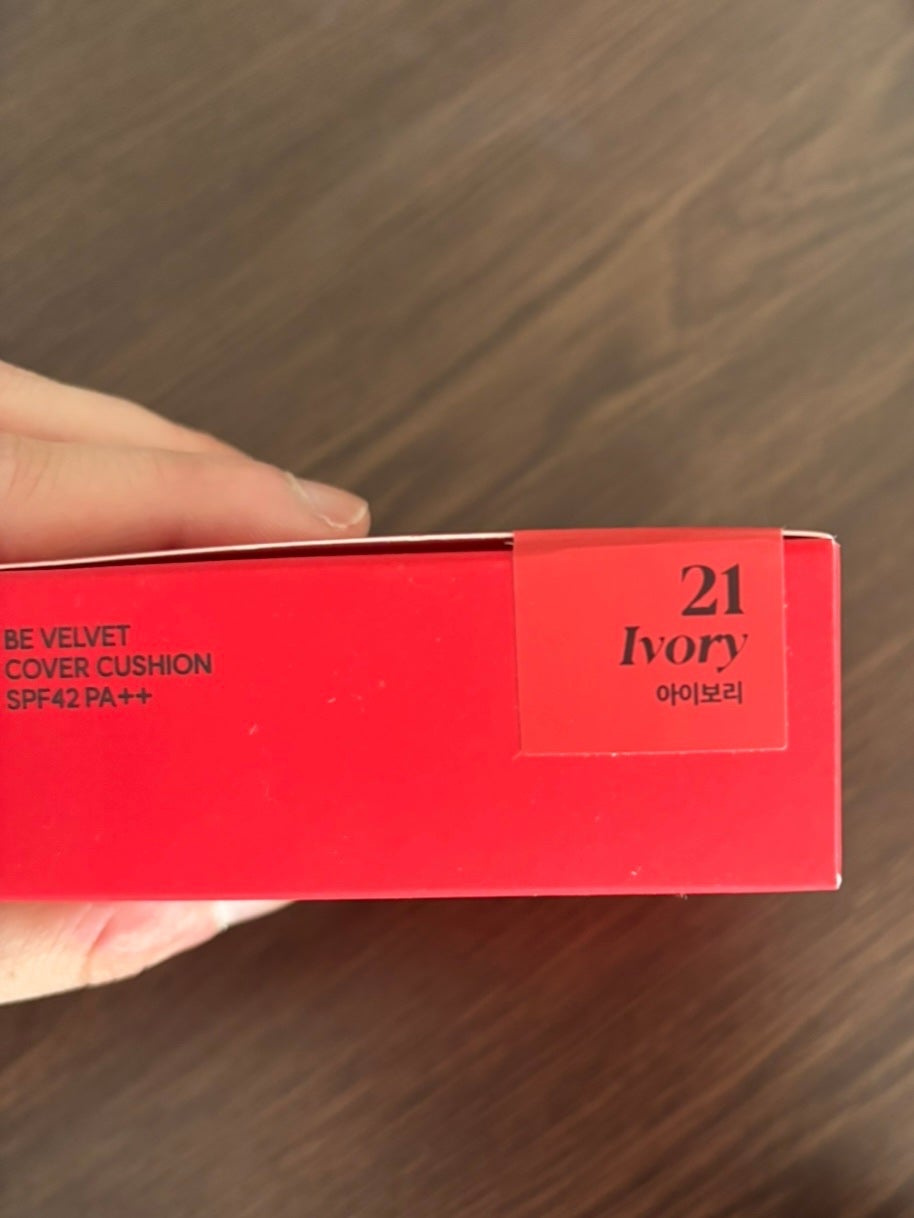 BE VELVET
COVER CUSHION
SPF42 PA++
21
Ivory
아이보리